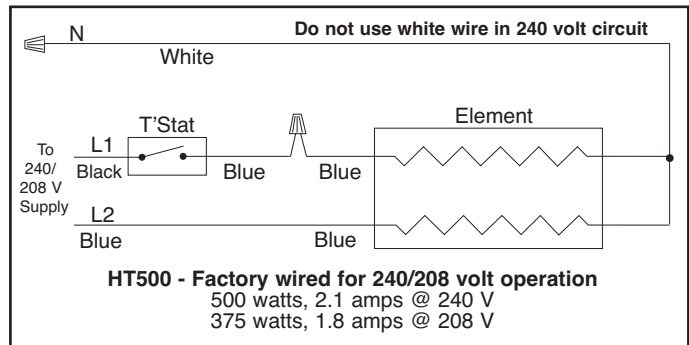 N
Do not use white wire in 240 volt circuit
White
To
240/
208 V
Supply
L1
Black
T'Stat
Blue
Blue
Element
L2
Blue
Blue
HT500 - Factory wired for 240/208 volt operation
500 watts, 2.1 amps @ 240 V
375 watts, 1.8 amps @ 208 V